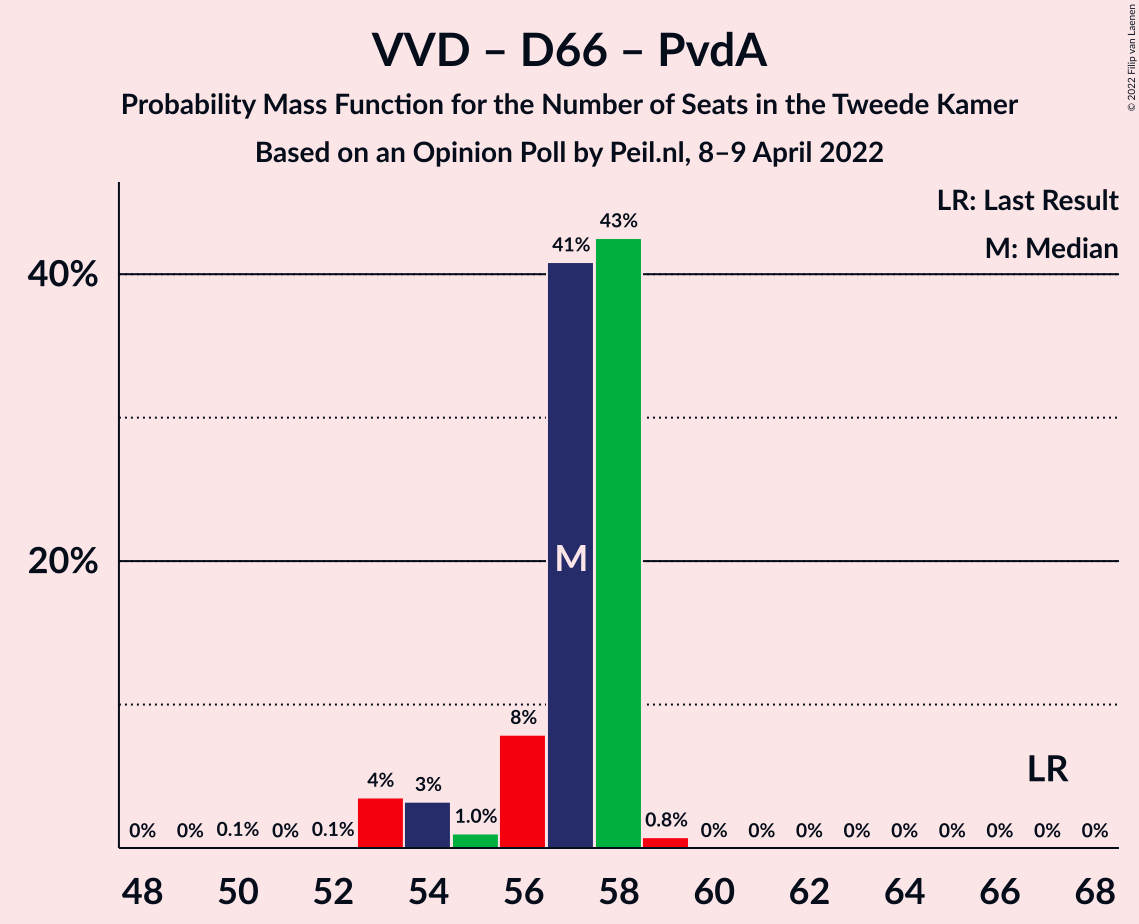 VVD – D66 – PvdA
Probability Mass Function for the Number of Seats in the Tweede Kamer
Based on an Opinion Poll by Peil.nl, 8–9 April 2022
© 2022 Filip van Laenen
LR: Last Result
M: Median
40%
20%
0% 0% 0.1% 0% 0.1% 4% 3% 1.0% 8% 41% 43% 0.8% 0% 0% 0% 0% 0% 0% 0% 0% 0%
M
LR
48 50 52 54 56 58 60 62 64 66 68